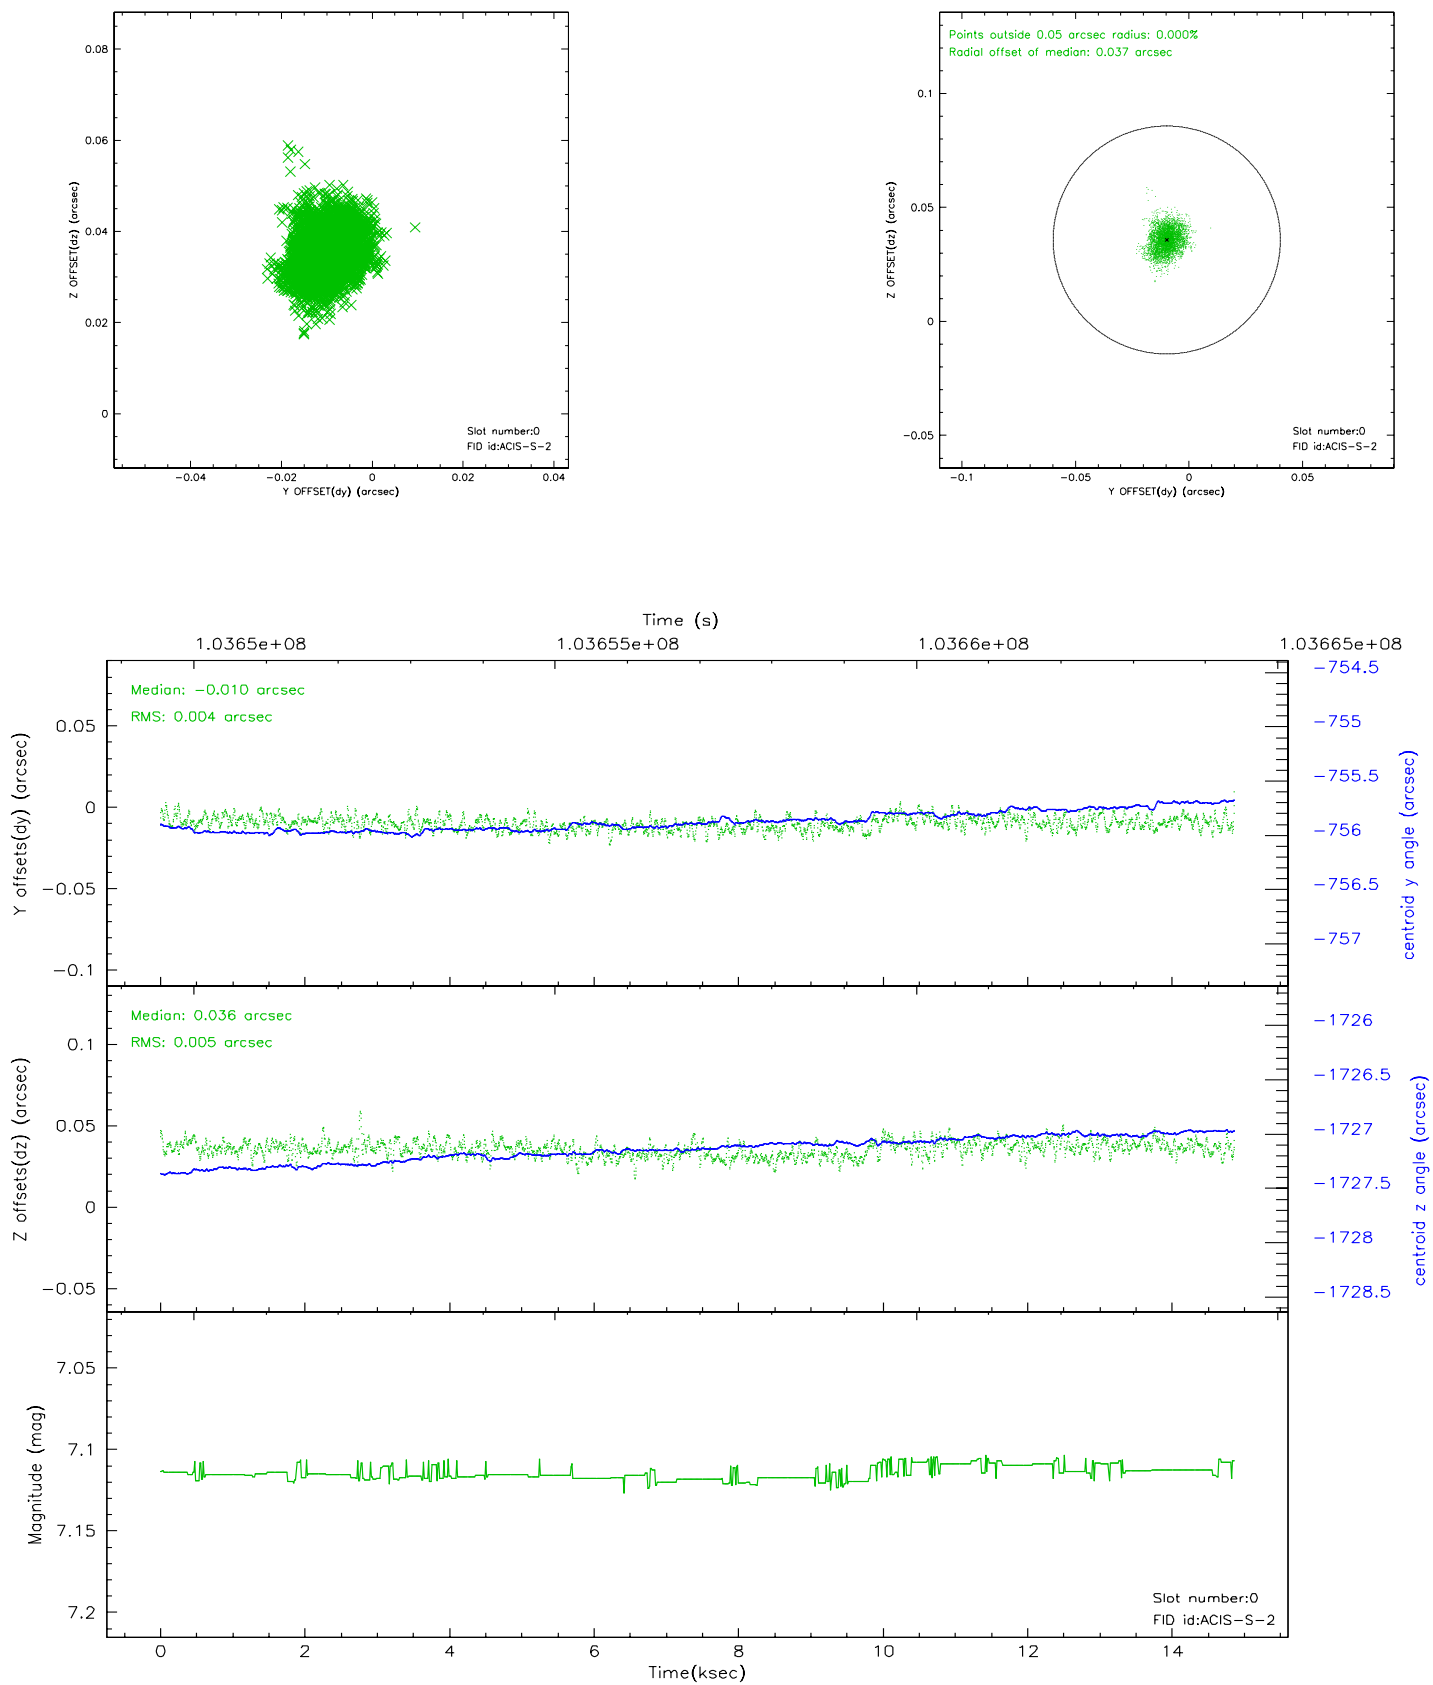 0.08
0.06
0.04
0.02
0
Z OFFSET(dz) (arcsec)
Slot number:0
FID id:ACIS-S-2
-0.04
-0.02
0
0.02
0.04
Y OFFSET(dy) (arcsec)
Points outside 0.05 arcsec radius: 0.000%
Radial offset of median: 0.037 arcsec
0.1
0.05
0
-0.05
Z OFFSET(dz) (arcsec)
Slot number:0
FID id:ACIS-S-2
-0.1
-0.05
0
0.05
Y OFFSET(dy) (arcsec)
Time (s)
1.0365e+08
1.03655e+08
1.0366e+08
1.03665e+08
Median: -0.010 arcsec
RMS: 0.004 arcsec
0.05
0
-0.05
-0.1
Y offsets(dy) (arcsec)
-754.5
-755
-755.5
-756
-756.5
-757
centroid y angle (arcsec)
Median: 0.036 arcsec
RMS: 0.005 arcsec
0.1
0.05
0
-0.05
Z offsets(dz) (arcsec)
-1726
-1726.5
-1727
-1727.5
-1728
-1728.5
centroid z angle (arcsec)
7.05
7.1
7.15
7.2
Magnitude (mag)
Slot number:0
FID id:ACIS-S-2
0
2
4
6
8
10
12
14
Time(ksec)